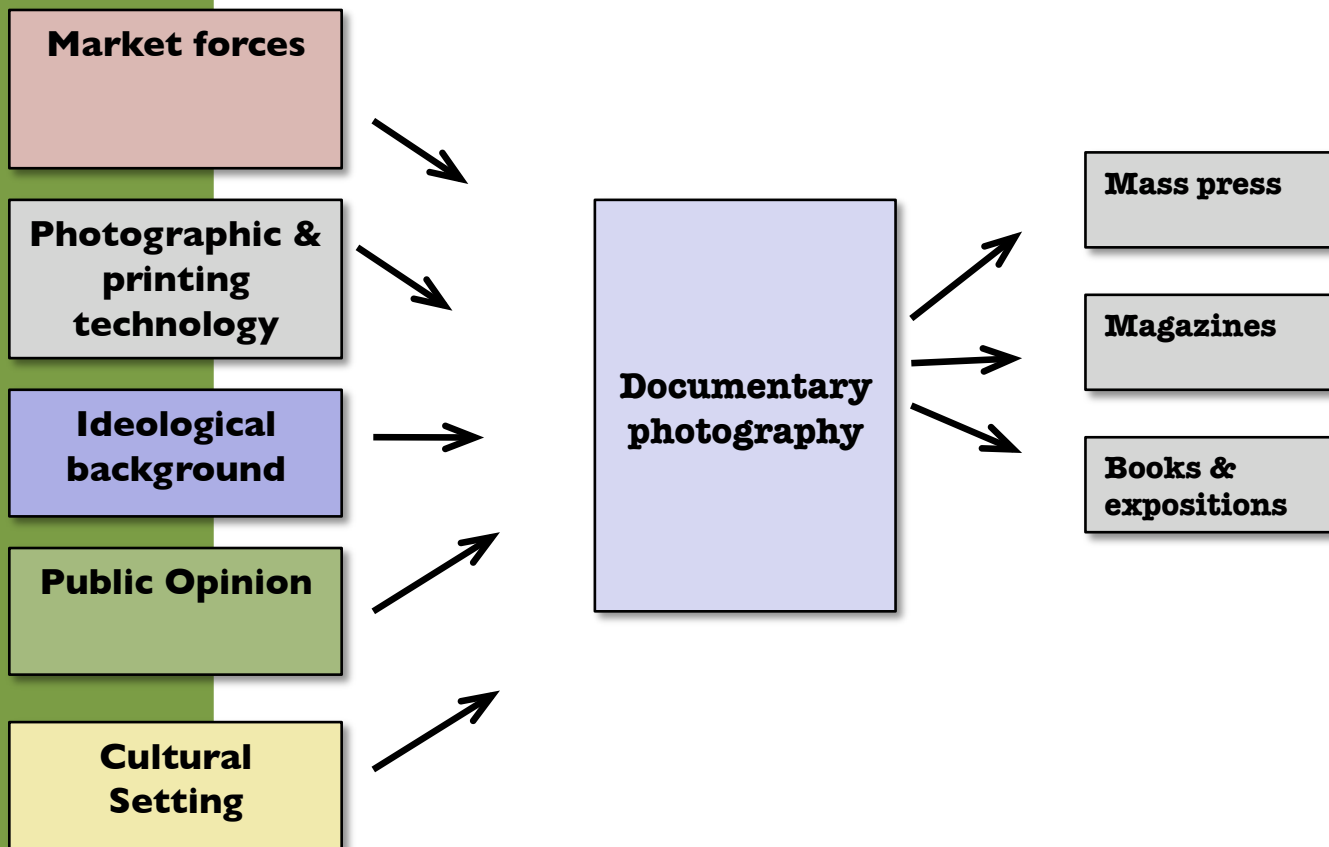 Market forces
Photographic &
printing
technology
Ideological
background
Public Opinion
Cultural
Setting
Documentary
photography
Mass press
Magazines
Books &
expositions